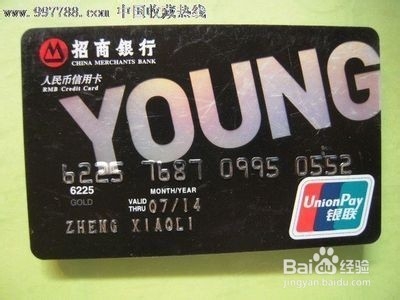 www.997788.com 中国收藏热线
招商银行
CHINA MERCHANTS BANK
人民币信用卡
RMB Credit Card
YOUNG
6225 7687 0995 0552
6225
MONTH/YEAR
GOLD
VALID THRU 07/14
ZHENG XIAOLI
UnionPay
银联
Baidu 经验
jingyan.baidu.com